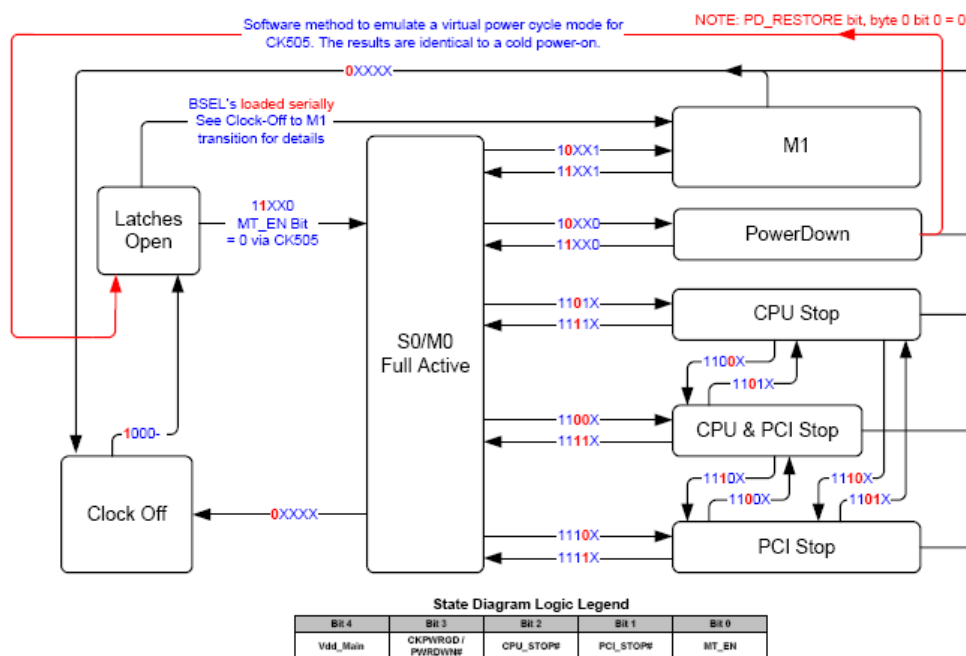 Software method to emulate a virtual power cycle mode for
CK505. The results are identical to a cold power-on.
NOTE: PD_RESTORE bit, byte 0 bit 0 = 0
0XXXX
BSEL's loaded serially
See Clock-Off to M1
transition for details
M1
10XX1
11XX1
Latches
Open
11XX0
MT_EN Bit
= 0 via CK505
10XX0
11XX0
PowerDown
S0/M0
Full Active
1101X
1111X
CPU Stop
1100X
1101X
1100X
1111X
CPU & PCI Stop
1000-
Clock Off
0XXXX
1110X
1100X
1110X
1101X
1110X
1111X
PCI Stop
State Diagram Logic Legend
Bit 4 Bit 3 Bit 2 Bit 1 Bit 0
Vdd_Main CKPWRGD / PWRDWN# CPU_STOP# PCI_STOP# MT_EN